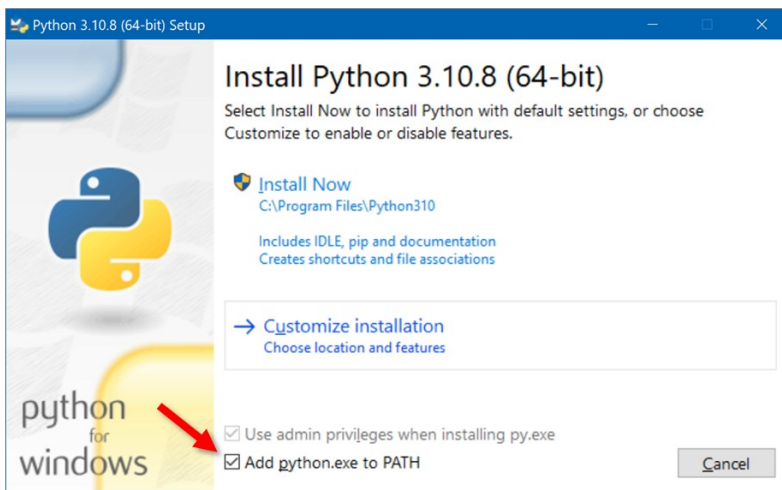 Python 3.10.8 (64-bit) Setup
Install Python 3.10.8 (64-bit)
Select Install Now to install Python with default settings, or choose
Customize to enable or disable features.
Install Now
C:\Program Files\Python310
Includes IDLE, pip and documentation
Creates shortcuts and file associations
Customize installation
Choose location and features
python
for
windows
Use admin privileges when installing py.exe
Add python.exe to PATH
Cancel